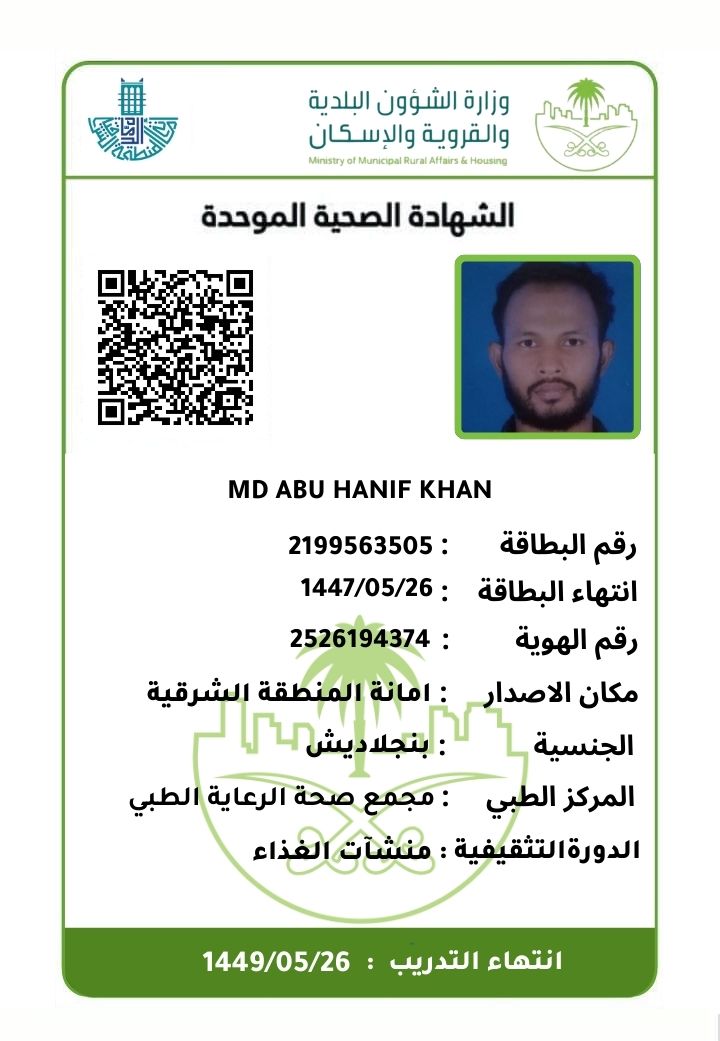 وزارة الشؤون البلدية
والقروية والإسكان
Ministry of Municipal Rural Affairs & Housing
الشهادة الصحية الموحدة
MD ABU HANIF KHAN
رقم البطاقة : 2199563505
انتهاء البطاقة : 1447/05/26
رقم الهوية : 2526194374
مكان الاصدار : امانة المنطقة الشرقية
الجنسية : بنجلاديش
المركز الطبي : مجمع صحة الرعاية الطبي
الدورةالتثقيفية : منشآت الغذاء
انتهاء التدريب : 1449/05/26